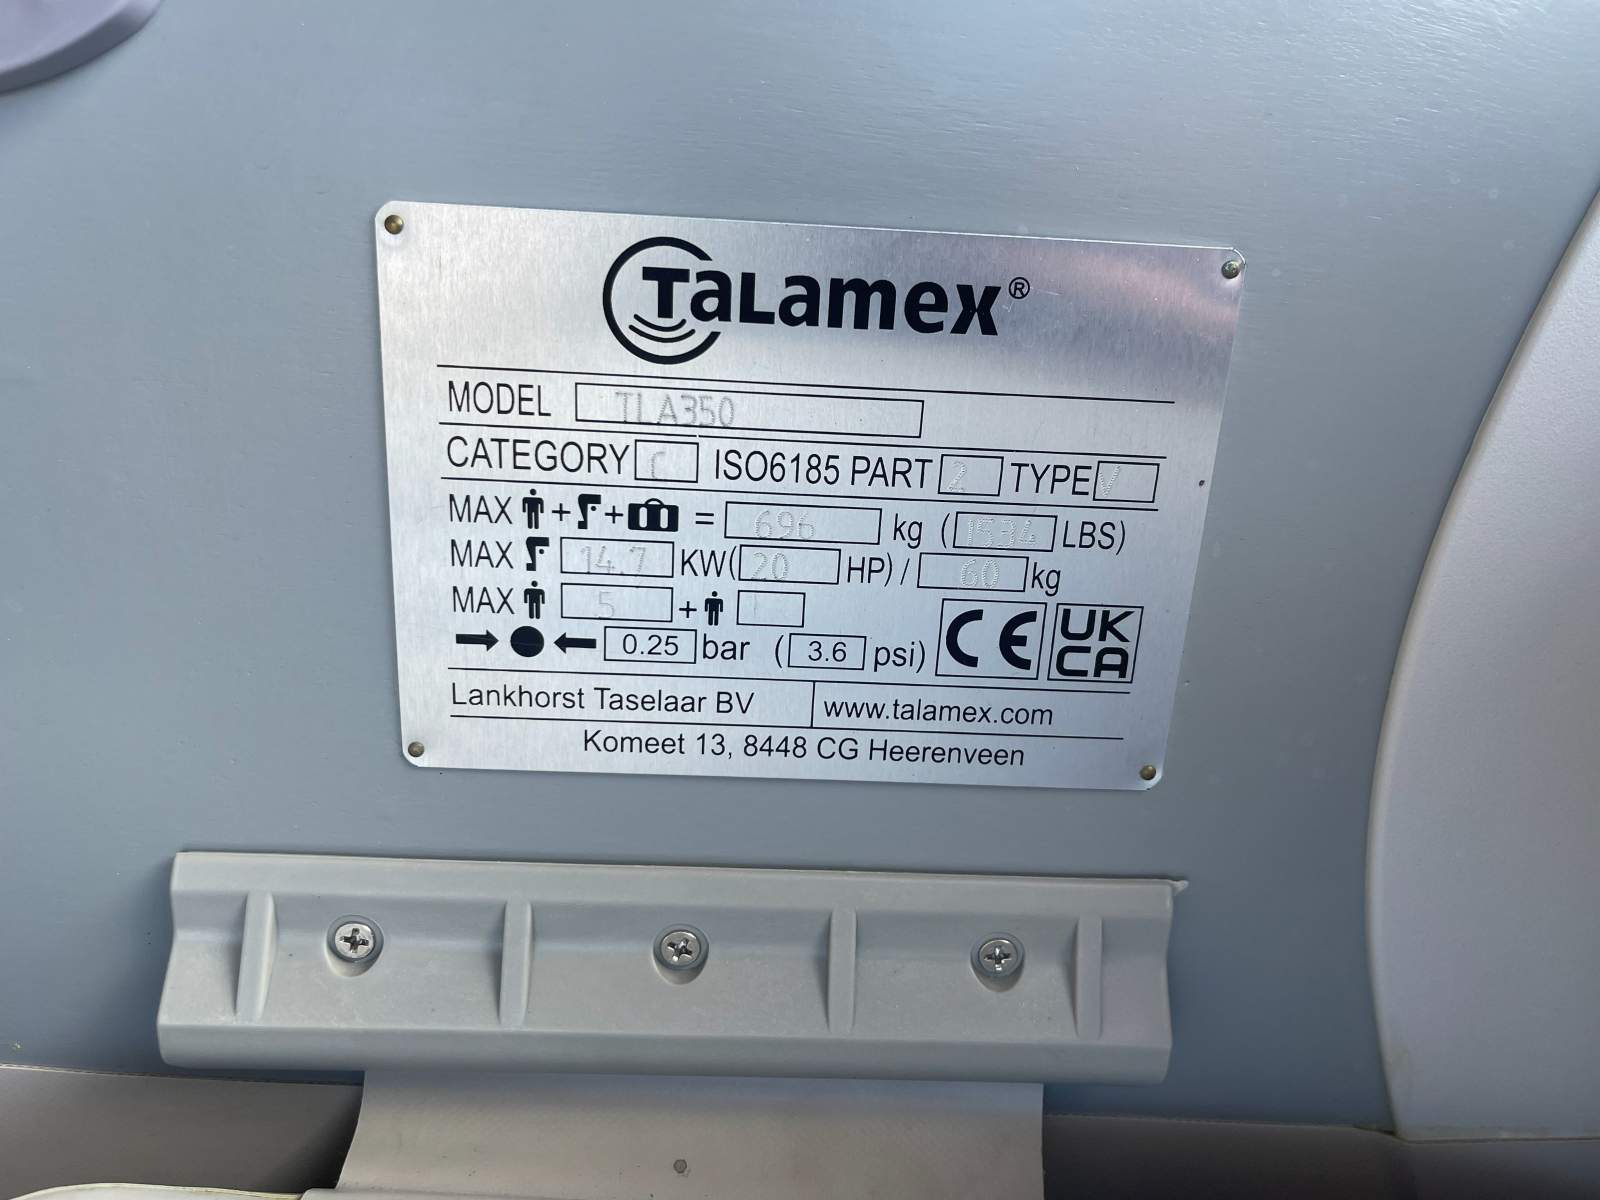 TaLamex®
MODEL TLA350
CATEGORY C ISO6185 PART 2 TYPE V
MAX + + = 696 kg (1534 LBS)
MAX 14.7 KW(20 HP) / 60 kg
MAX 5 +
0.25 bar (3.6 psi) CE UK CA
Lankhorst Taselaar BV www.talamex.com
Komeet 13, 8448 CG Heerenveen